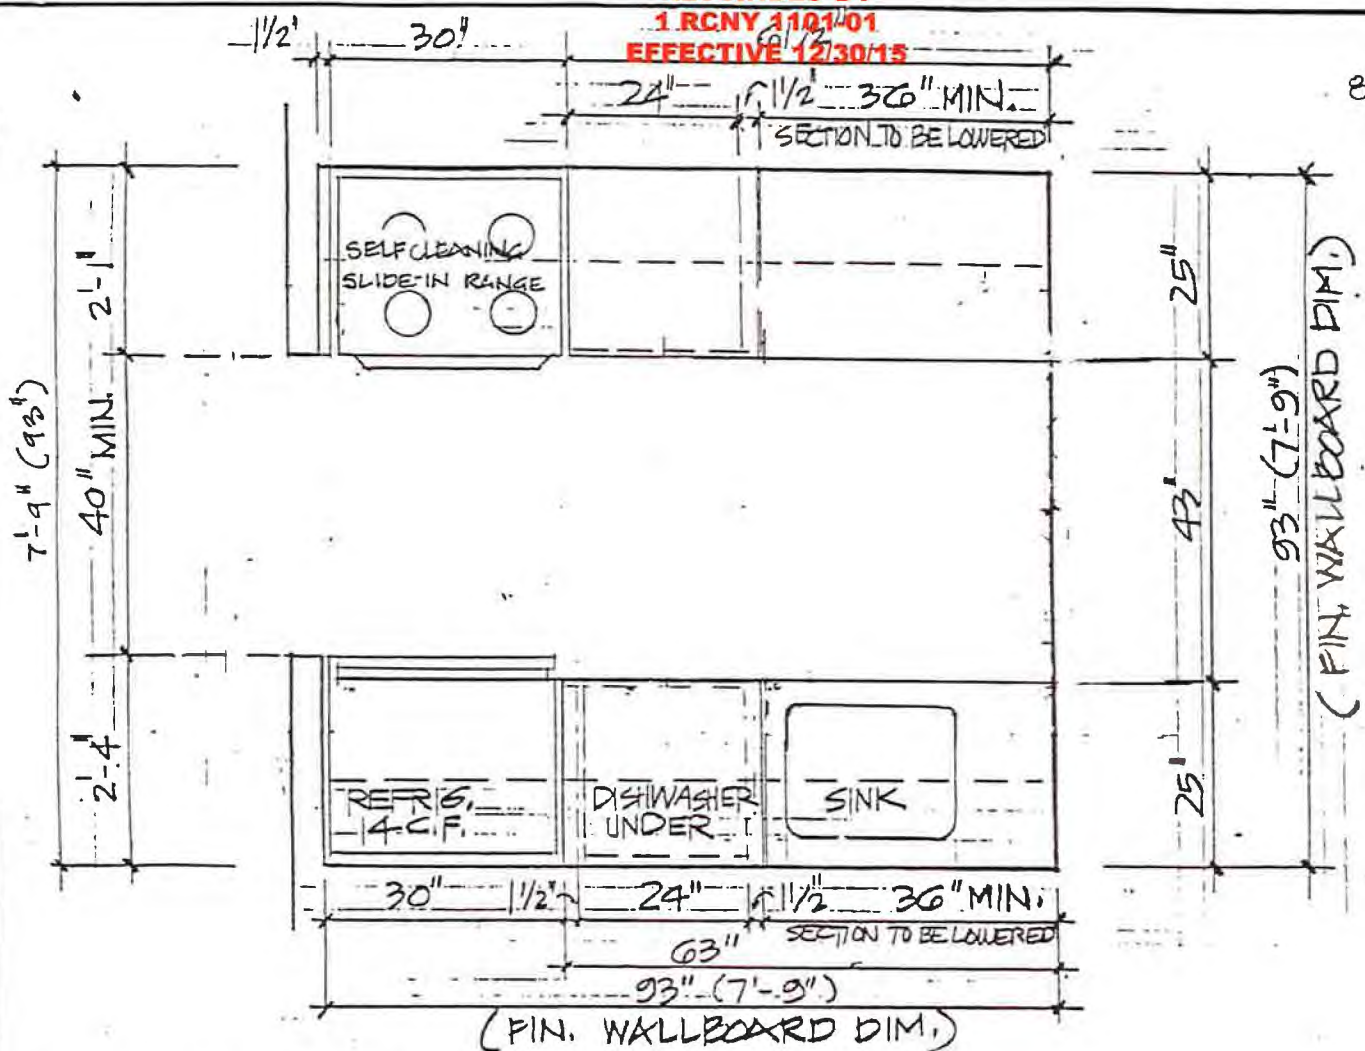 1 RCNY 1101-01
EFFECTIVE 12/30/15
1 1/2"
30"
61 1/2"
24"
1 1/2
36" MIN.
SECTION TO BE LOWERED
8
SELF CLEANING
SLIDE-IN RANGE
2'-1"
40" MIN.
2'-4"
7'-9" (93")
25"
43"
25"
93" (7'-9")
(FIN. WALLBOARD DIM.)
REFRIG.
14 C.F.
DISHWASHER
UNDER
SINK
30"
1 1/2"
24"
1 1/2"
36" MIN.
SECTION TO BE LOWERED
63"
93" (7'-9")
(FIN. WALLBOARD DIM.)